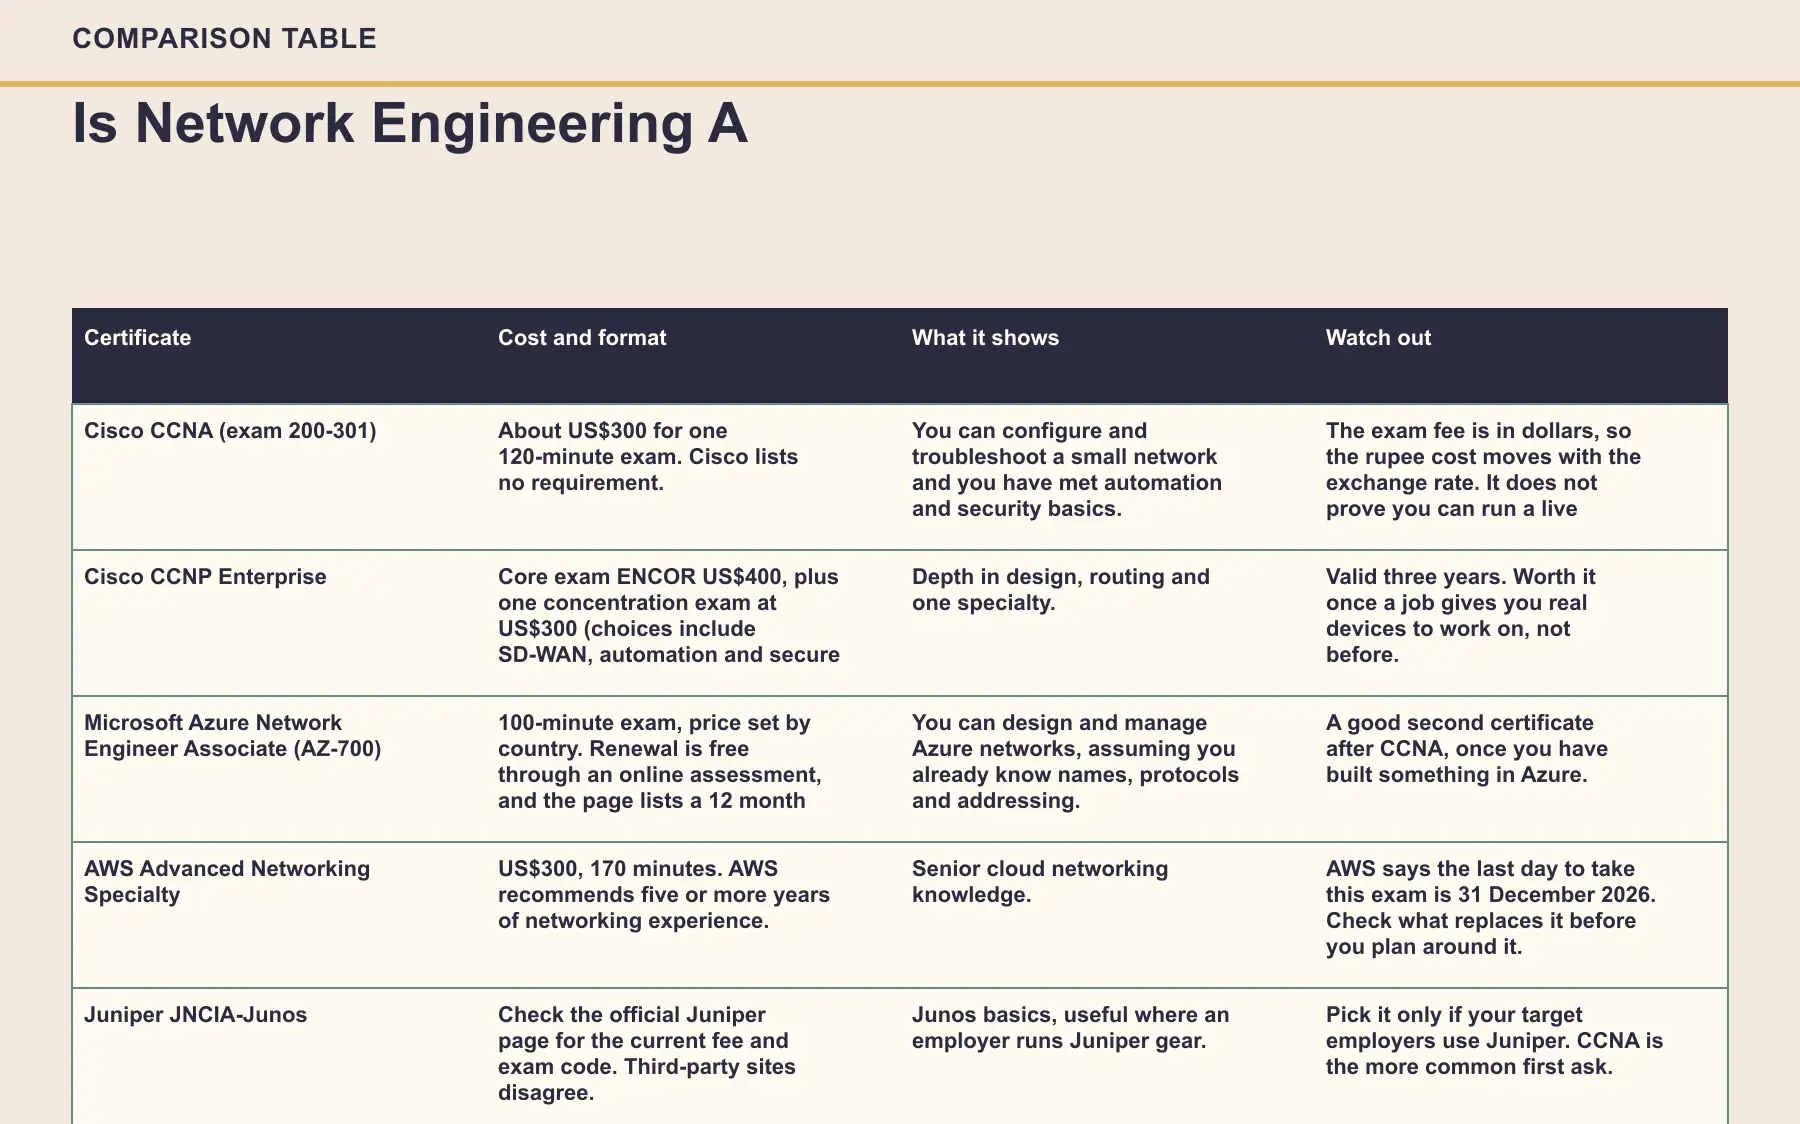 COMPARISON TABLE
Is Network Engineering A
Certificate
Cost and format
What it shows
Watch out
Cisco CCNA (exam 200-301)
About US$300 for one
120-minute exam. Cisco lists
no requirement.
You can configure and
troubleshoot a small network
and you have met automation
and security basics.
The exam fee is in dollars, so
the rupee cost moves with the
exchange rate. It does not
prove you can run a live
Cisco CCNP Enterprise
Core exam ENCOR US$400, plus
one concentration exam at
US$300 (choices include
SD-WAN, automation and secure
Depth in design, routing and
one specialty.
Valid three years. Worth it
once a job gives you real
devices to work on, not
before.
Microsoft Azure Network
Engineer Associate (AZ-700)
100-minute exam, price set by
country. Renewal is free
through an online assessment,
and the page lists a 12 month
You can design and manage
Azure networks, assuming you
already know names, protocols
and addressing.
A good second certificate
after CCNA, once you have
built something in Azure.
AWS Advanced Networking
Specialty
US$300, 170 minutes. AWS
recommends five or more years
of networking experience.
Senior cloud networking
knowledge.
AWS says the last day to take
this exam is 31 December 2026.
Check what replaces it before
you plan around it.
Juniper JNCIA-Junos
Check the official Juniper
page for the current fee and
exam code. Third-party sites
disagree.
Junos basics, useful where an
employer runs Juniper gear.
Pick it only if your target
employers use Juniper. CCNA is
the more common first ask.